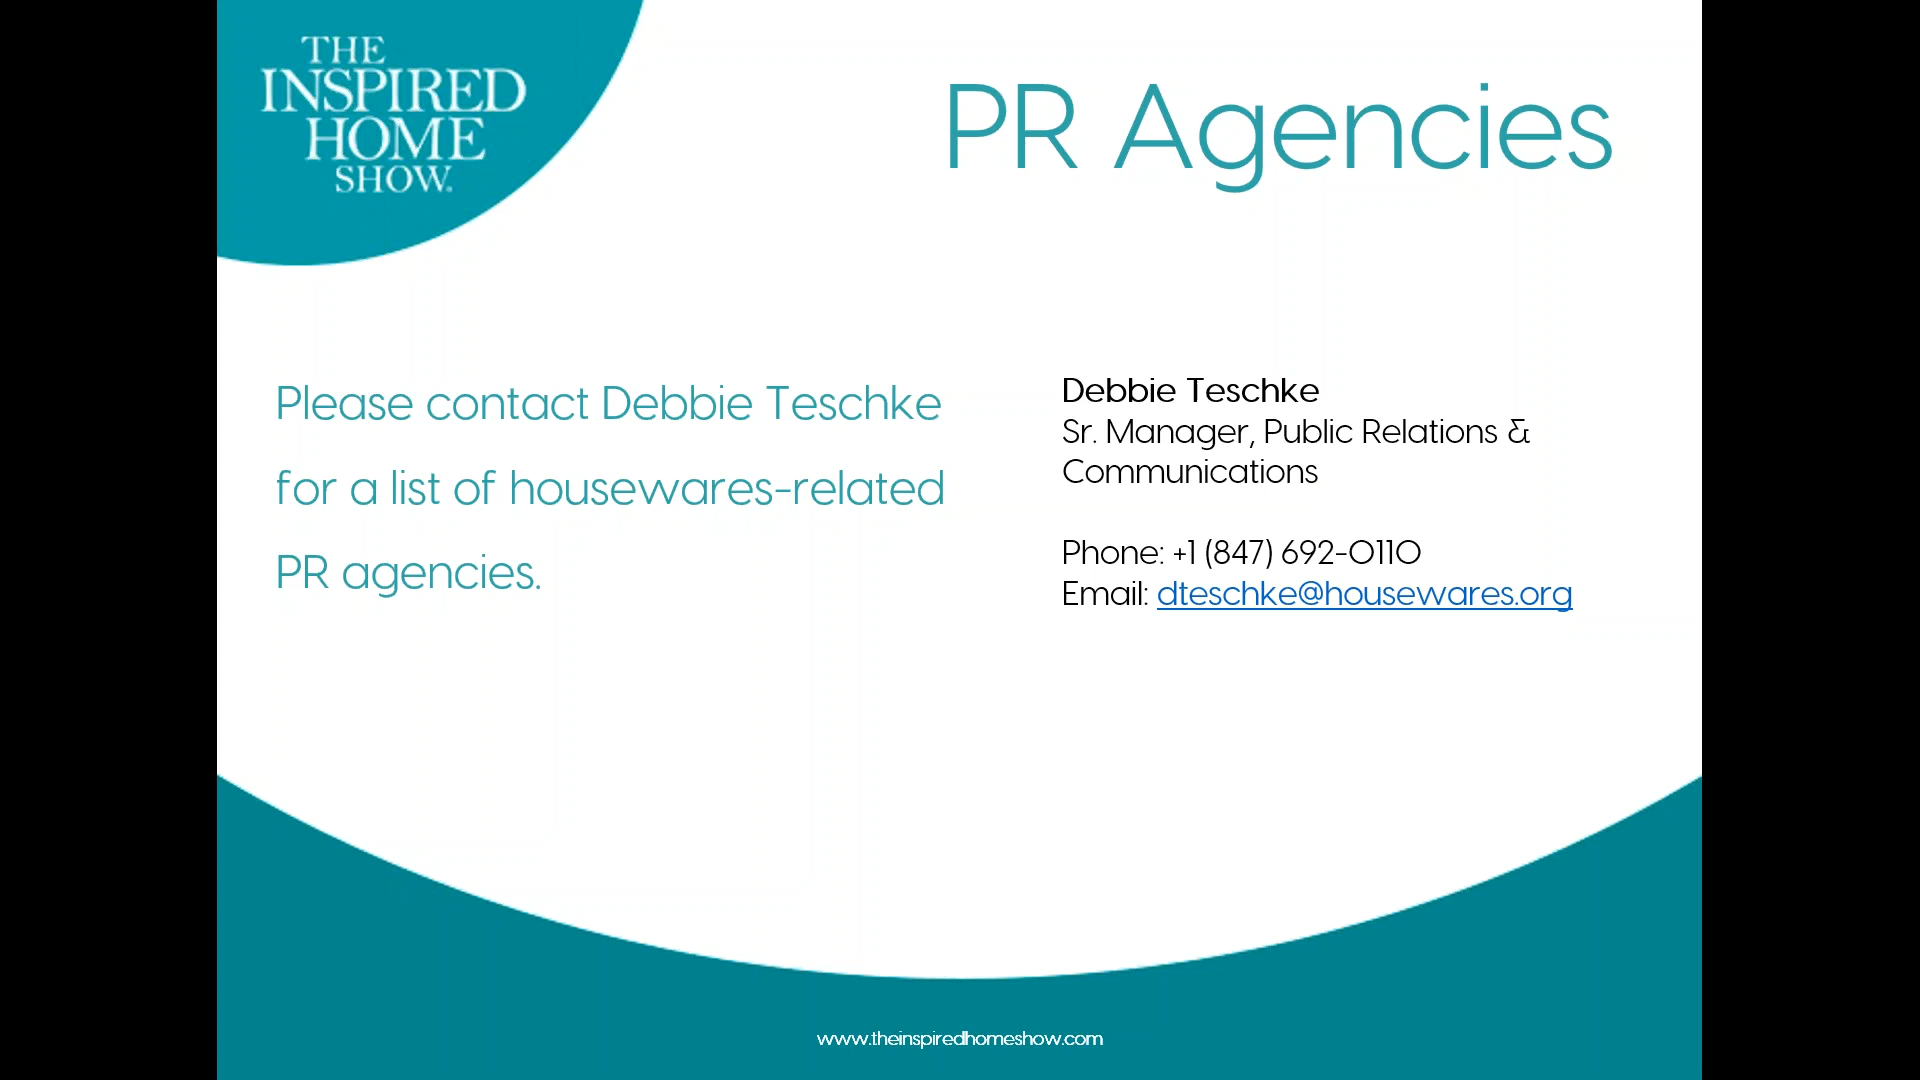 THE
INSPIRED
HOME
SHOW.
PR Agencies
Please contact Debbie Teschke
for a list of housewares-related
PR agencies.
Debbie Teschke
Sr. Manager, Public Relations &
Communications
Phone: +1 (847) 692-0110
Email: dteschke@housewares.org
www.theinspiredhomeshow.com